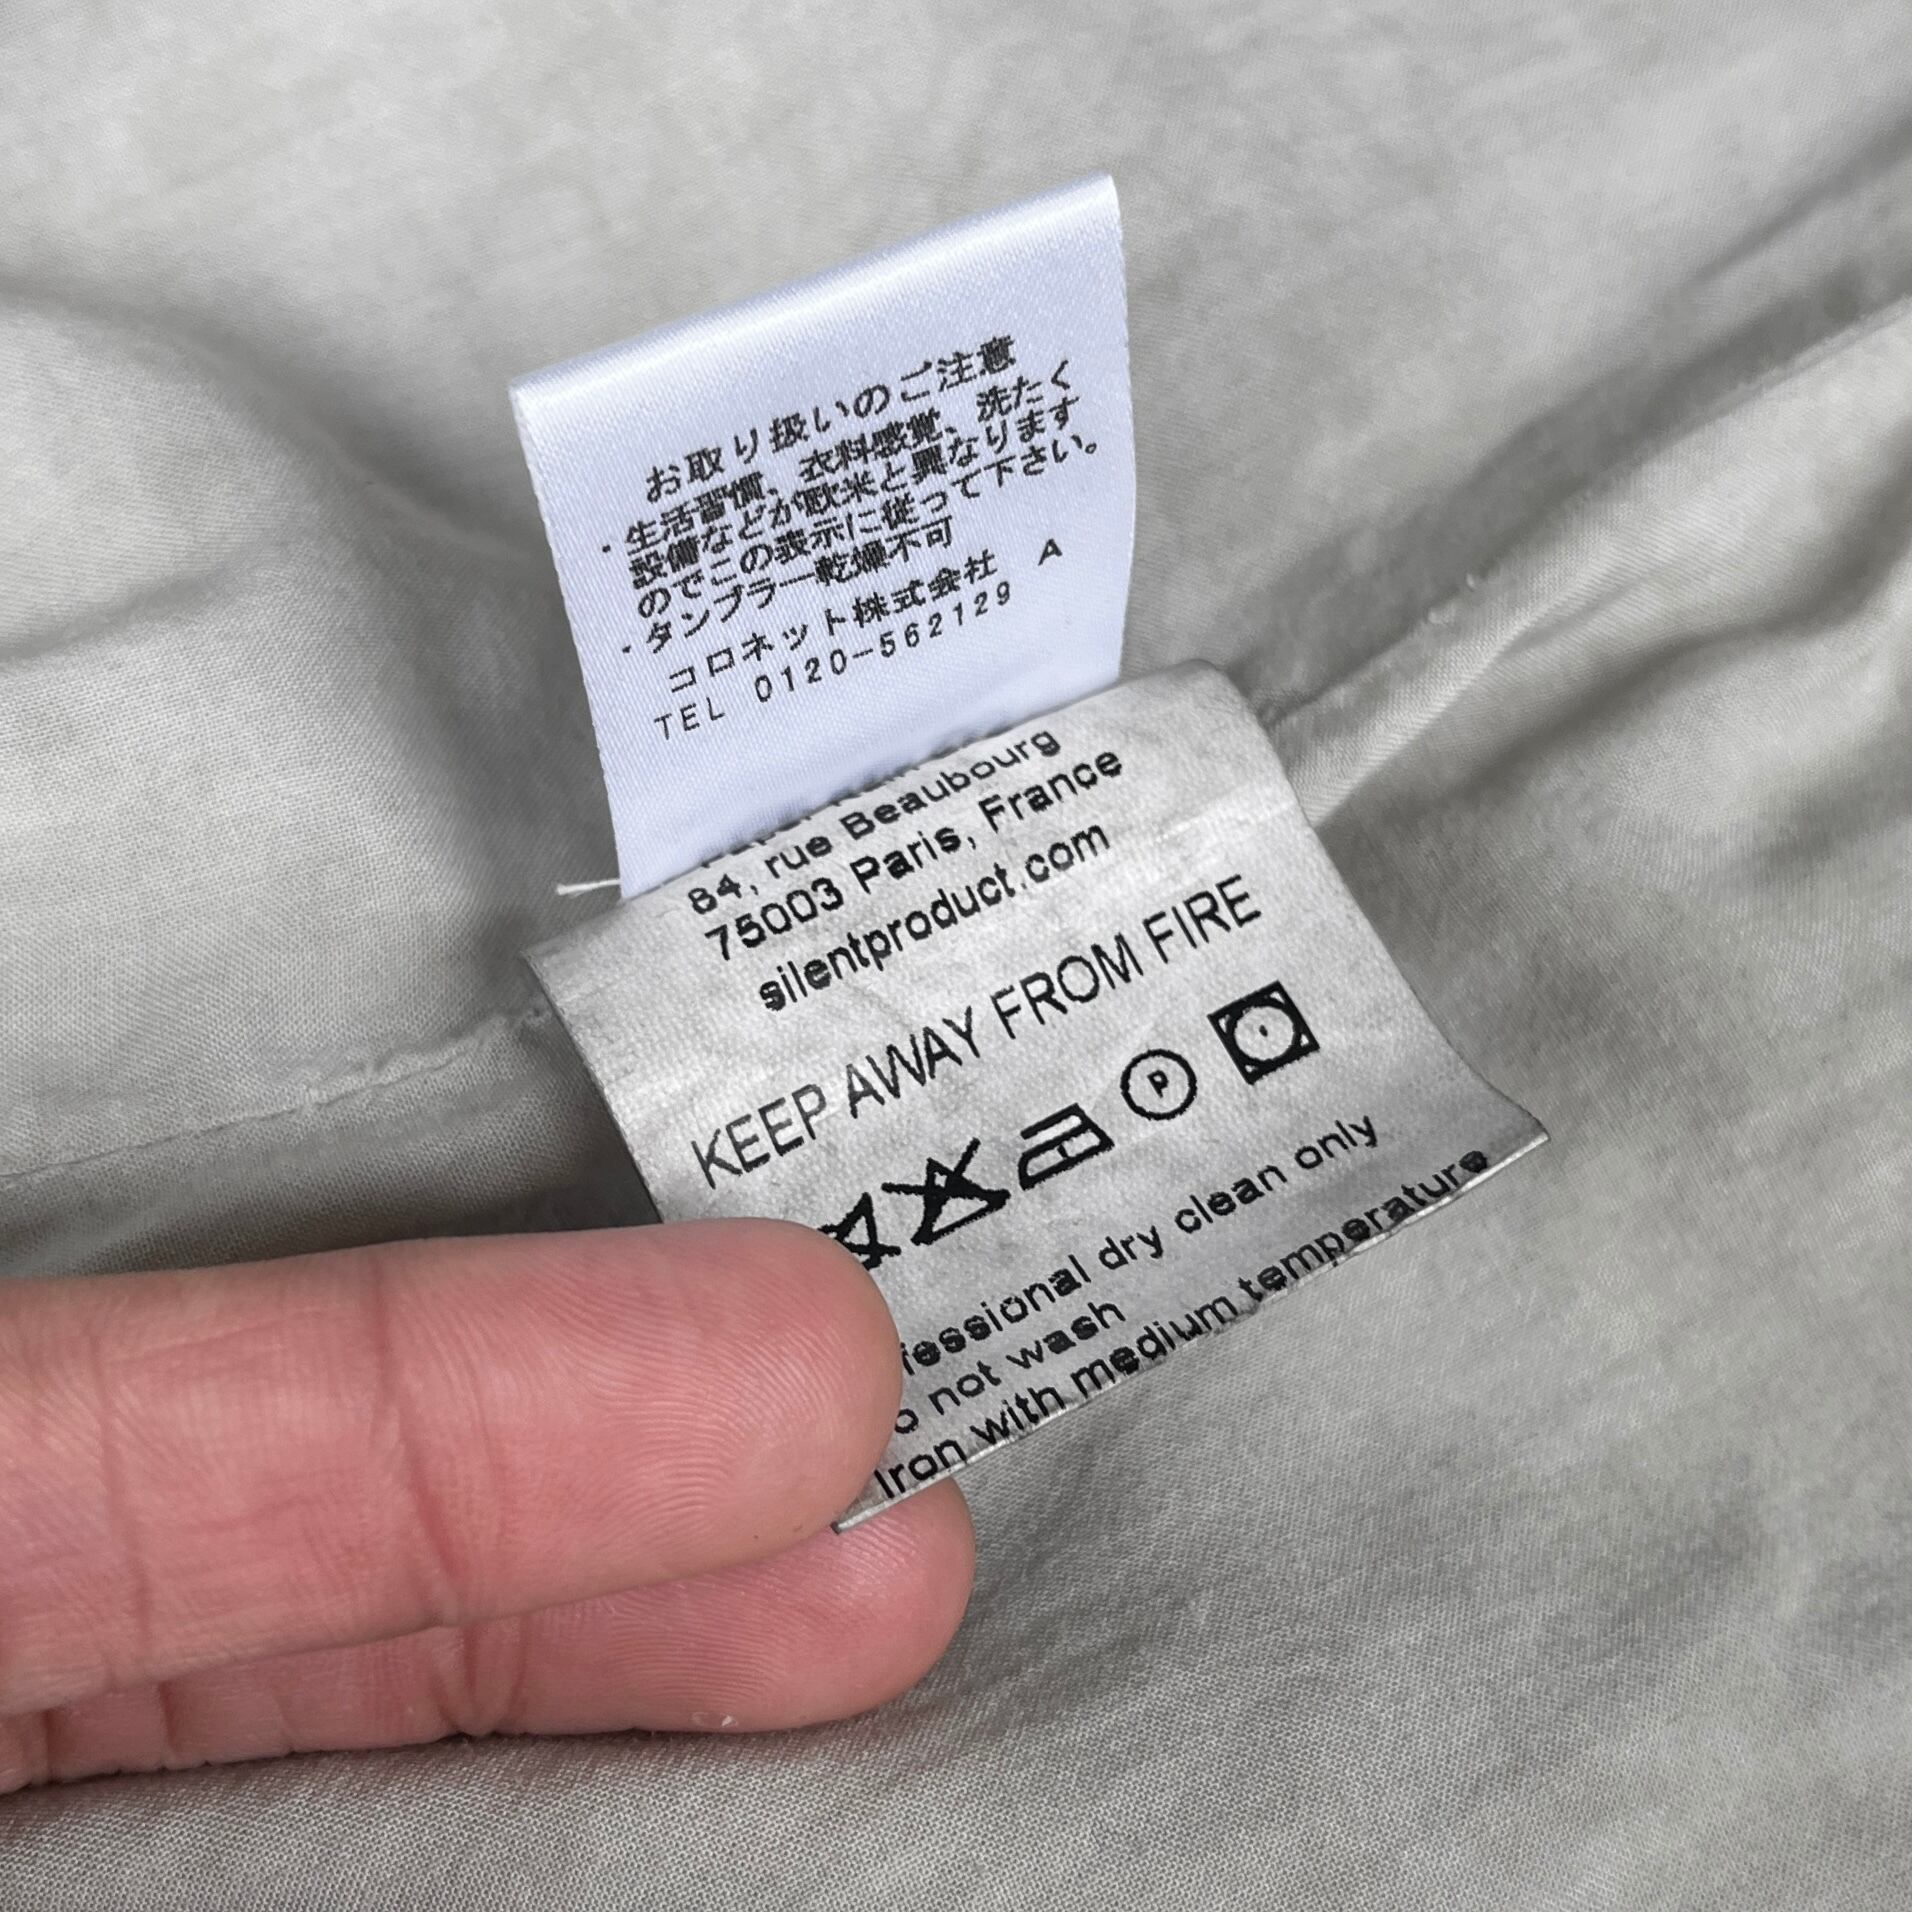 お取り扱いのご注意
・生活習慣、衣料感覚、洗たく
設備などが欧米と異なります
のでこの表示に従って下さい。
・タンブラー乾燥不可
コロネット株式会社 A
TEL 0120-562129
84, rue Beaubourg
75003 Paris, France
silentproduct.com
KEEP AWAY FROM FIRE
P
fessional dry clean only
o not wash
Iron with medium temperature